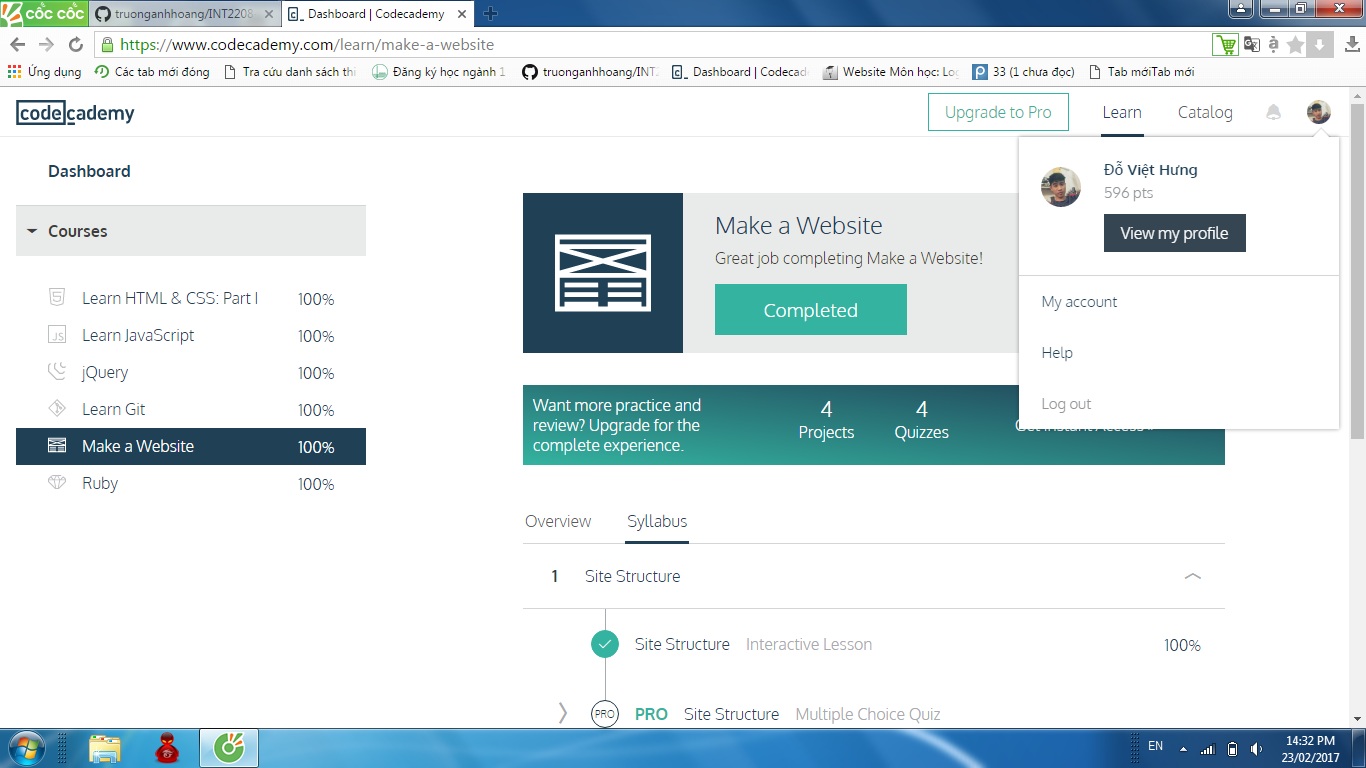 cốc cốc
truonganhhoang/INT2208
Dashboard | Codecademy
https://www.codecademy.com/learn/make-a-website
Ứng dụng
Các tab mới đóng
Tra cứu danh sách thi
Đăng ký học ngành 1
truonganhhoang/INT2
Dashboard | Codecad
Website Môn học: Lo
33 (1 chưa đọc)
Tab mớiTab mới
codecademy
Upgrade to Pro
Learn
Catalog
Dashboard
Đỗ Việt Hưng
596 pts
View my profile
My account
Help
Log out
Courses
Learn HTML & CSS: Part I 100%
Learn JavaScript 100%
JS
jQuery 100%
Learn Git 100%
Make a Website 100%
Ruby 100%
Make a Website
Great job completing Make a Website!
Completed
Want more practice and
review? Upgrade for the
complete experience.
4
Projects
4
Quizzes
Get Instant Access
Overview
Syllabus
1 Site Structure
Site Structure Interactive Lesson 100%
PRO PRO Site Structure Multiple Choice Quiz
EN
14:32 PM
23/02/2017